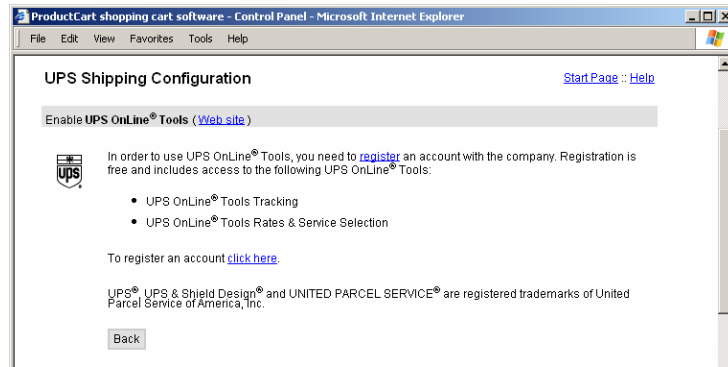 ProductCart shopping cart software - Control Panel - Microsoft Internet Explorer
File Edit View Favorites Tools Help
UPS Shipping Configuration
Start Page :: Help
Enable UPS OnLine® Tools ( Web site )
ups
In order to use UPS OnLine® Tools, you need to register an account with the company. Registration is
free and includes access to the following UPS OnLine® Tools:
• UPS OnLine® Tools Tracking
• UPS OnLine® Tools Rates & Service Selection
To register an account click here.
UPS®, UPS & Shield Design® and UNITED PARCEL SERVICE® are registered trademarks of United
Parcel Service of America, Inc.
Back